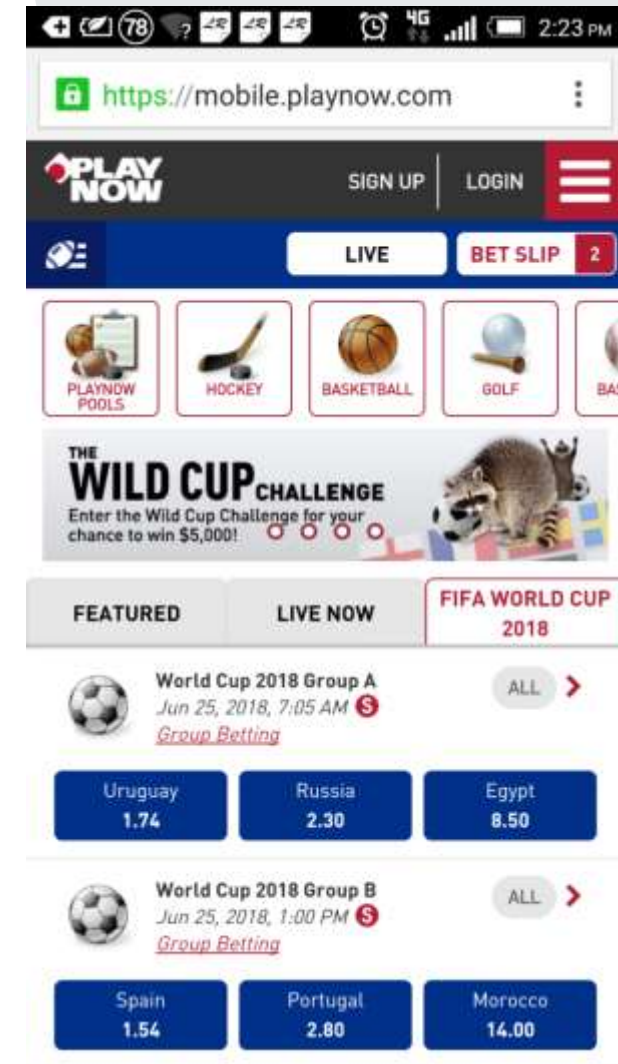 78 ? 4G 2:23 PM
https://mobile.playnow.com
PLAY NOW SIGN UP LOGIN
LIVE BET SLIP 2
PLAYNOW POOLS HOCKEY BASKETBALL GOLF BAS
THE
WILD CUP CHALLENGE
Enter the Wild Cup Challenge for your
chance to win $5,000!
FEATURED LIVE NOW FIFA WORLD CUP 2018
World Cup 2018 Group A
Jun 25, 2018, 7:05 AM S ALL
Group Betting
Uruguay Russia Egypt
1.74 2.30 8.50
World Cup 2018 Group B
Jun 25, 2018, 1:00 PM S ALL
Group Betting
Spain Portugal Morocco
1.54 2.80 14.00